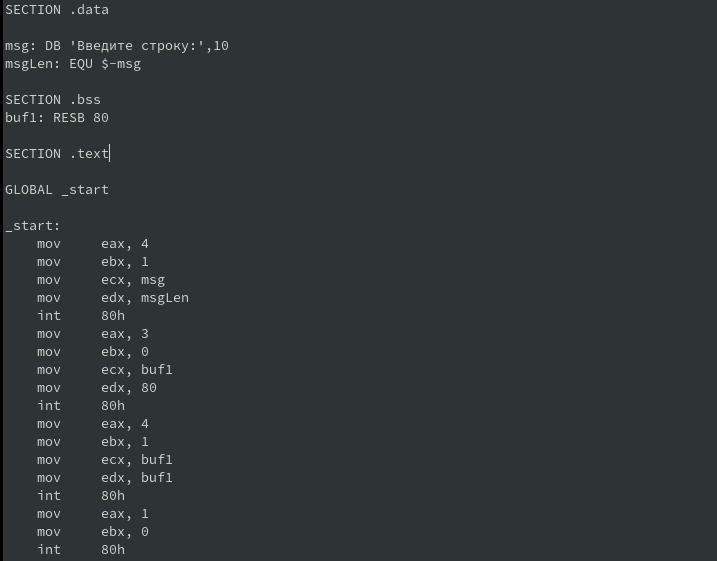 SECTION .data
msg: DB 'Введите строку:',10
msgLen: EQU $-msg
SECTION .bss
buf1: RESB 80
SECTION .text
GLOBAL _start
_start:
mov eax, 4
mov ebx, 1
mov ecx, msg
mov edx, msgLen
int 80h
mov eax, 3
mov ebx, 0
mov ecx, buf1
mov edx, 80
int 80h
mov eax, 4
mov ebx, 1
mov ecx, buf1
mov edx, buf1
int 80h
mov eax, 1
mov ebx, 0
int 80h